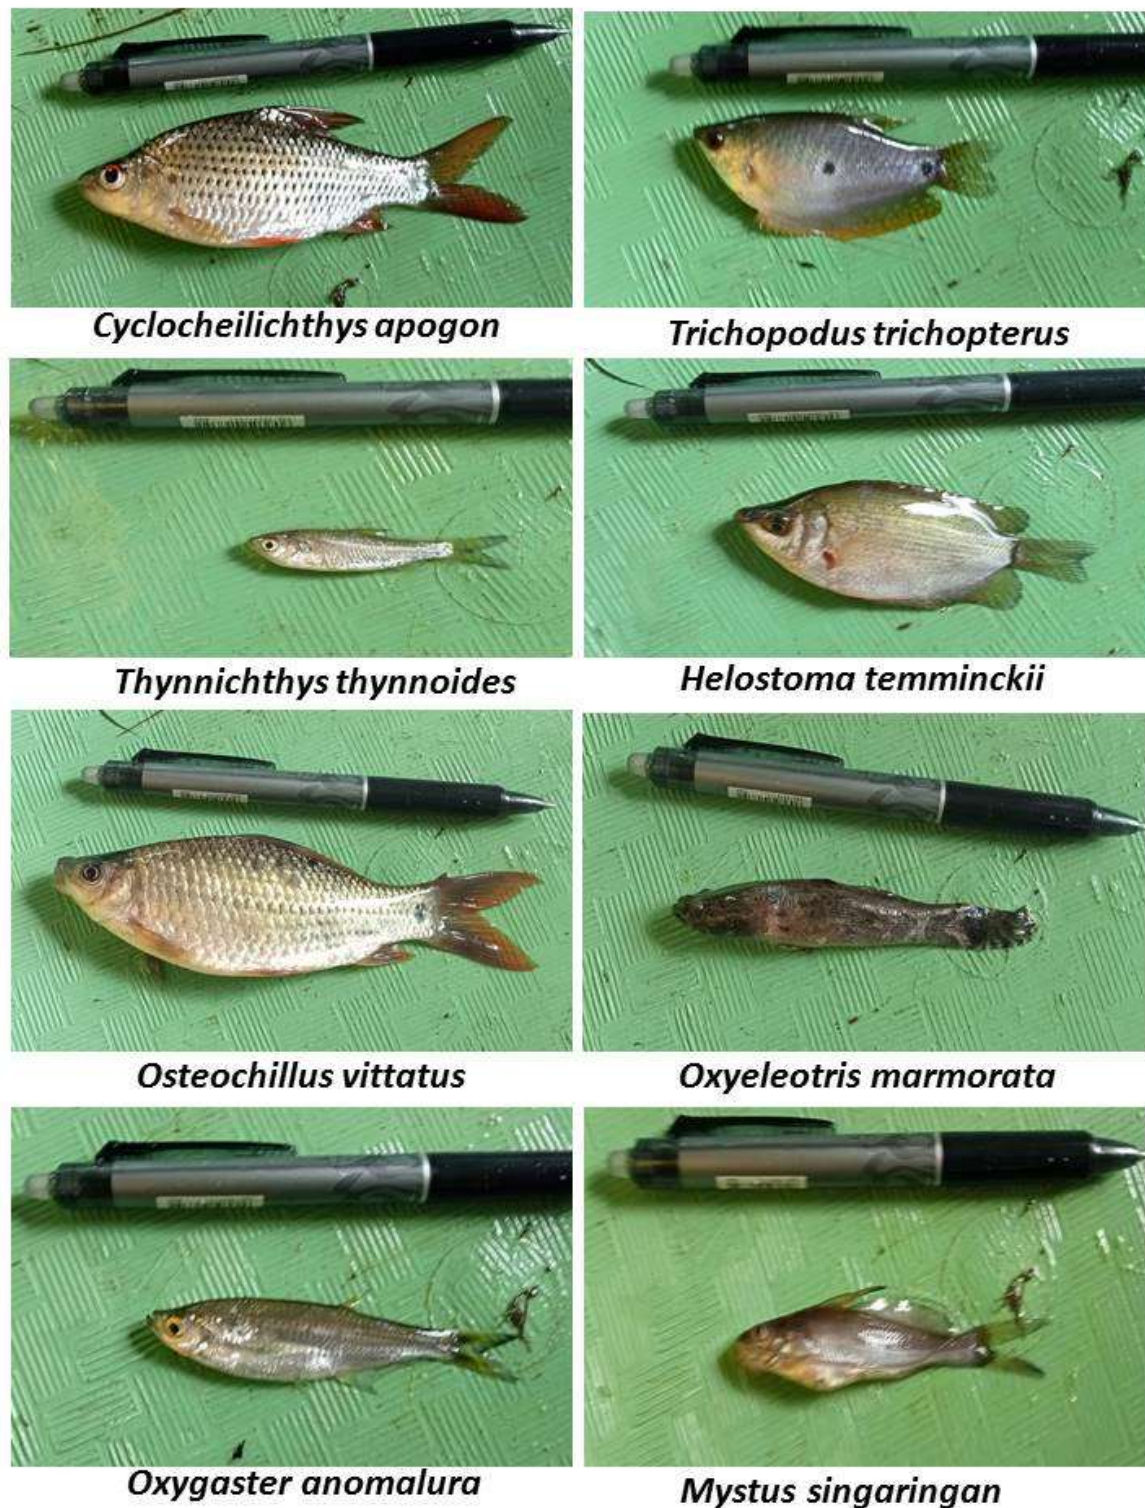 Cyclocheilichthys apogon
Trichopodus trichopterus
Thynnichthys thynnoides
Helostoma temminckii
Osteochillus vittatus
Oxyeleotris marmorata
Oxygaster anomalura
Mystus singaringan